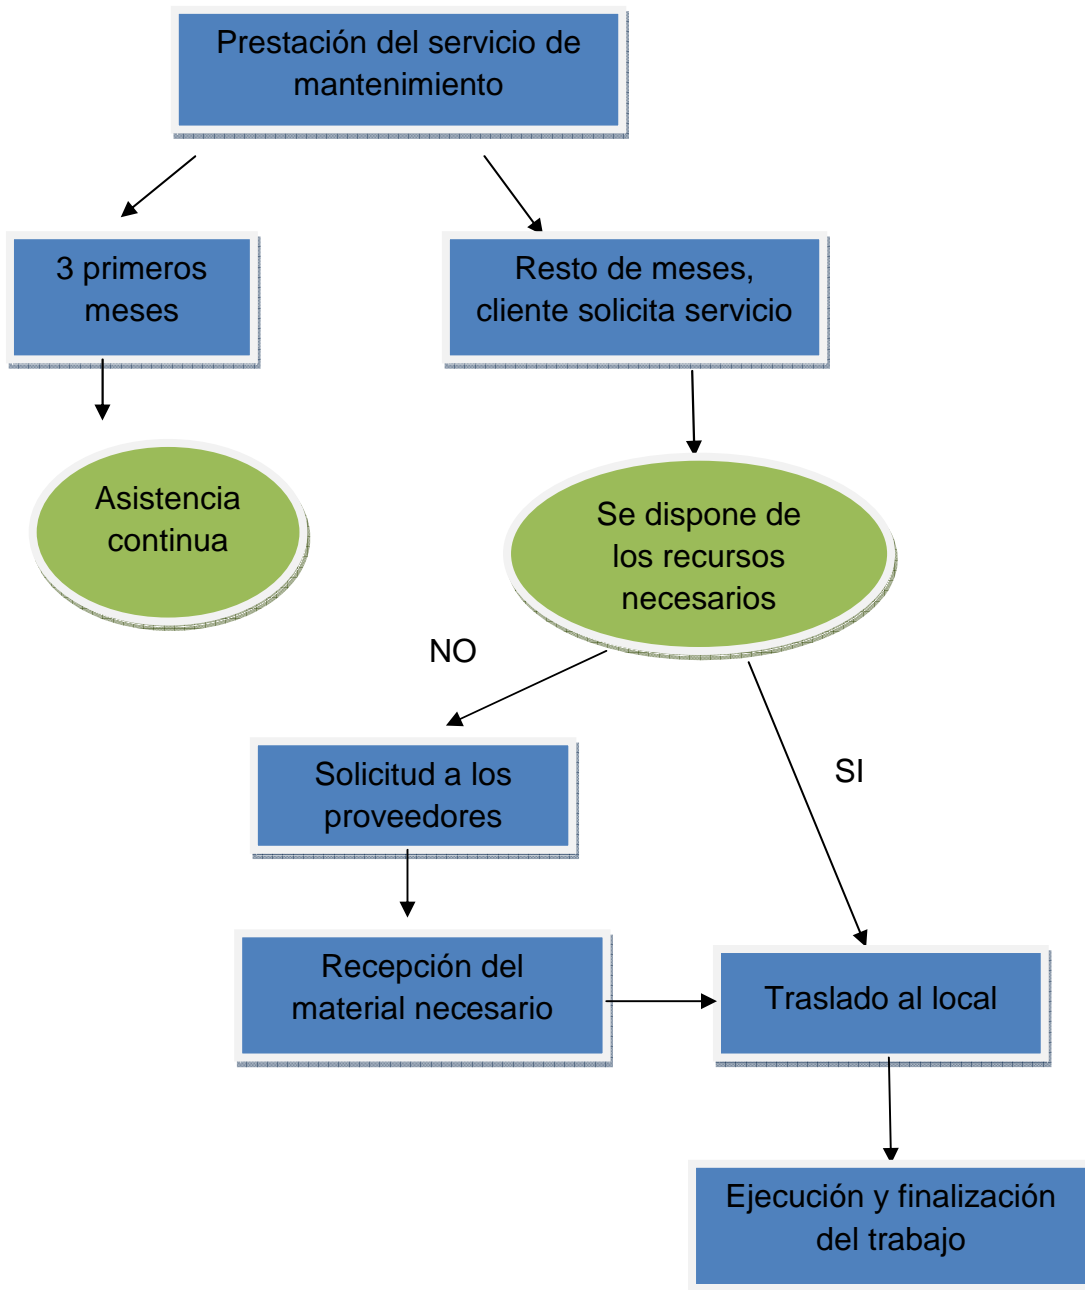 Prestación del servicio de
mantenimiento
3 primeros
meses
Resto de meses,
cliente solicita servicio
Asistencia
continua
Se dispone de
los recursos
necesarios
NO
SI
Solicitud a los
proveedores
Recepción del
material necesario
Traslado al local
Ejecución y finalización
del trabajo